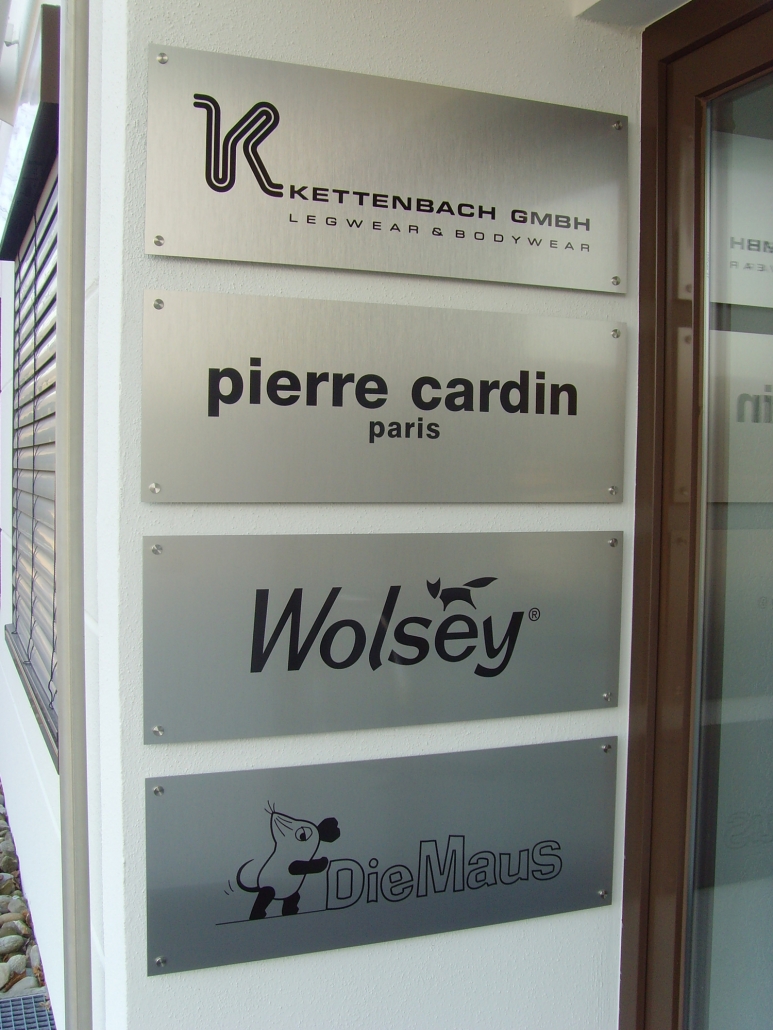 K
KETTENBACH GMBH
LEGWEAR & BODYWEAR
pierre cardin
paris
Wolsey®
DieMaus